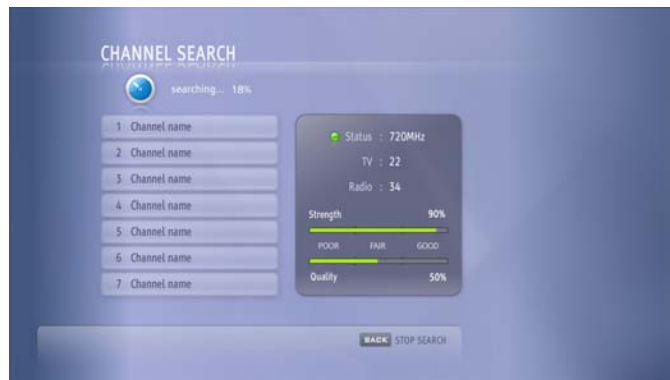 CHANNEL SEARCH
searching... 18%
1 Channel name
2 Channel name
3 Channel name
4 Channel name
5 Channel name
6 Channel name
7 Channel name
Status : 720MHz
TV : 22
Radio : 34
Strength 90%
POOR FAIR GOOD
Quality 50%
BACK STOP SEARCH